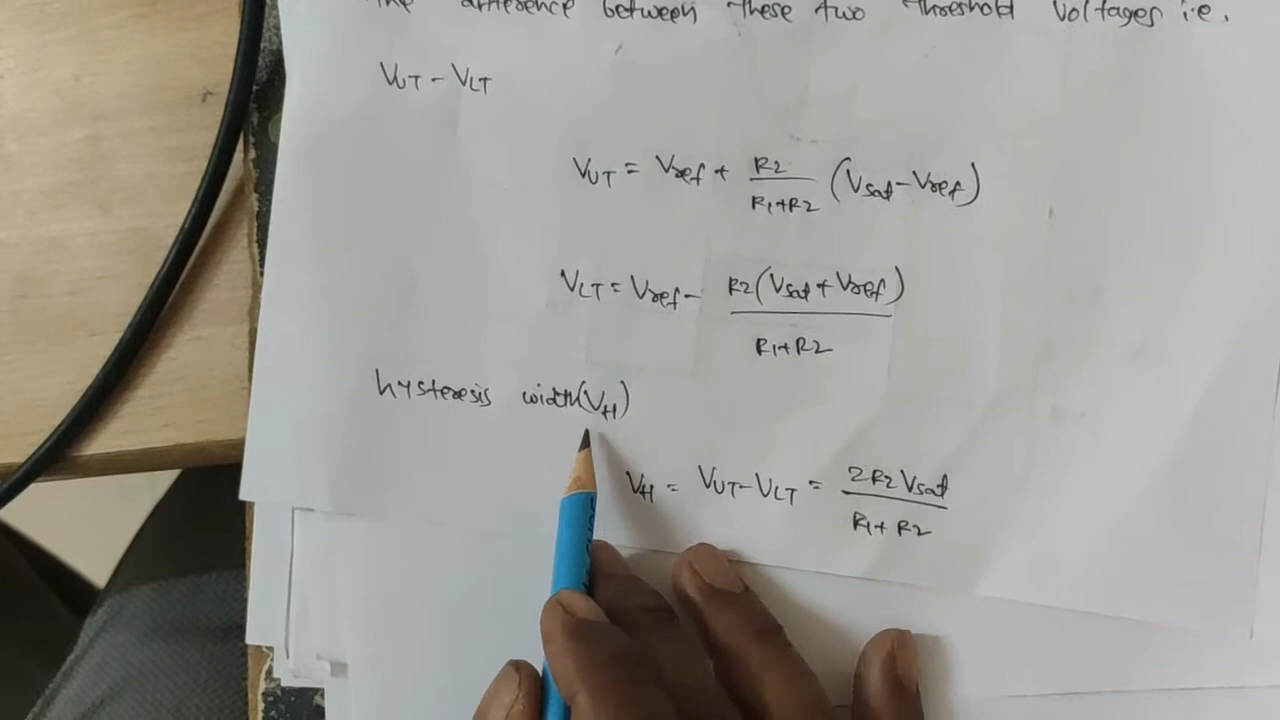 The difference between these two threshold voltages i.e.
VUT - VLT
VUT = Vref + R2/R1+R2 (Vsat - Vref)
VLT = Vref - R2(Vsat + Vref)/R1+R2
hysteresis width(VH)
VH = VUT - VLT = 2R2Vsat/R1+R2